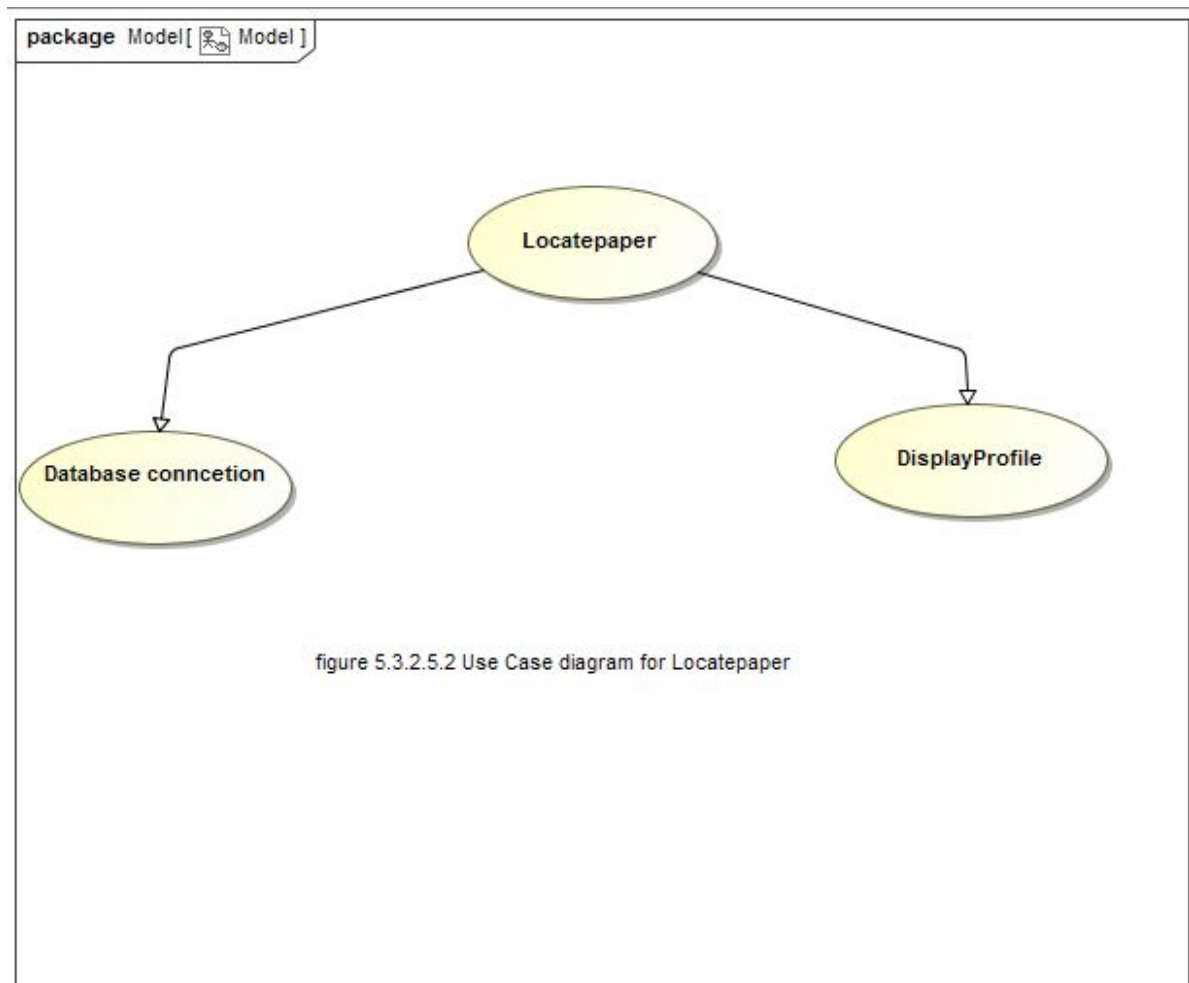 package Model[ Model ]
Locatepaper
Database conncetion
DisplayProfile
figure 5.3.2.5.2 Use Case diagram for Locatepaper